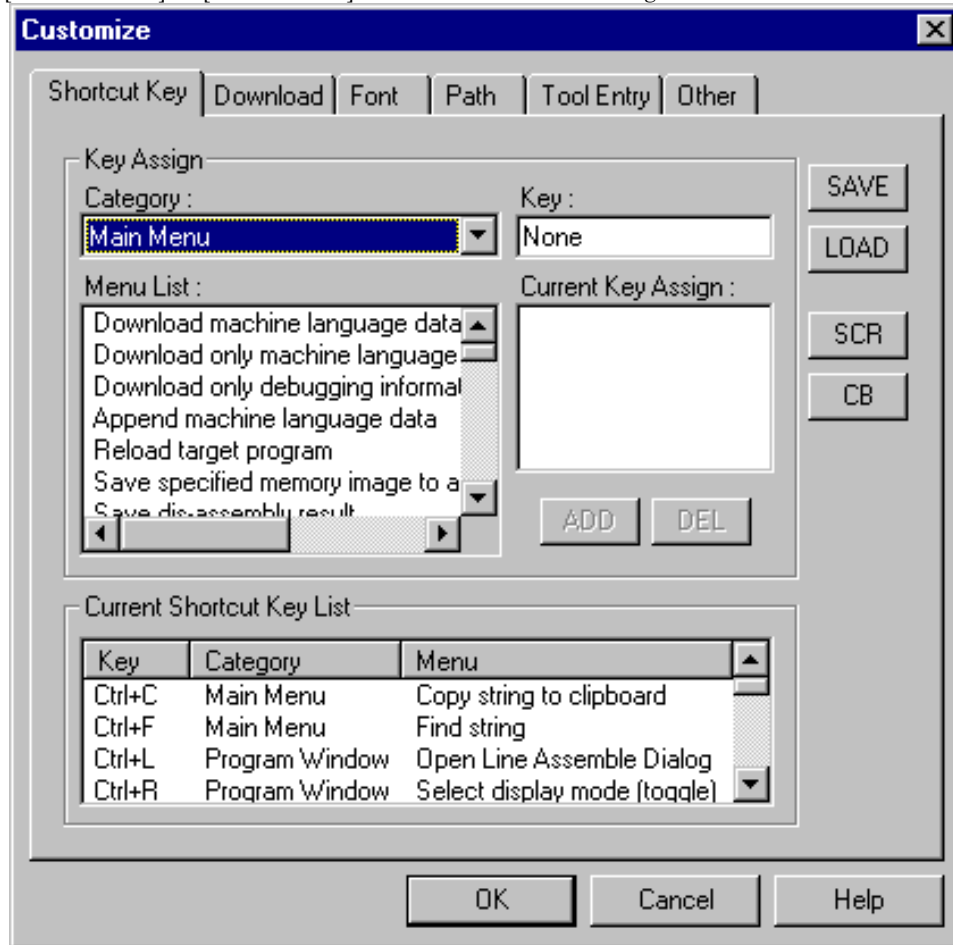 Customize
Shortcut Key Download Font Path Tool Entry Other
Key Assign
Category : Key :
Main Menu None
SAVE
LOAD
SCR
CB
Menu List : Current Key Assign :
Download machine language data
Download only machine language
Download only debugging informat
Append machine language data
Reload target program
Save specified memory image to a
Save dis-assembly result
ADD DEL
Current Shortcut Key List
Key Category Menu
Ctrl+C Main Menu Copy string to clipboard
Ctrl+F Main Menu Find string
Ctrl+L Program Window Open Line Assemble Dialog
Ctrl+R Program Window Select display mode (toggle)
OK Cancel Help